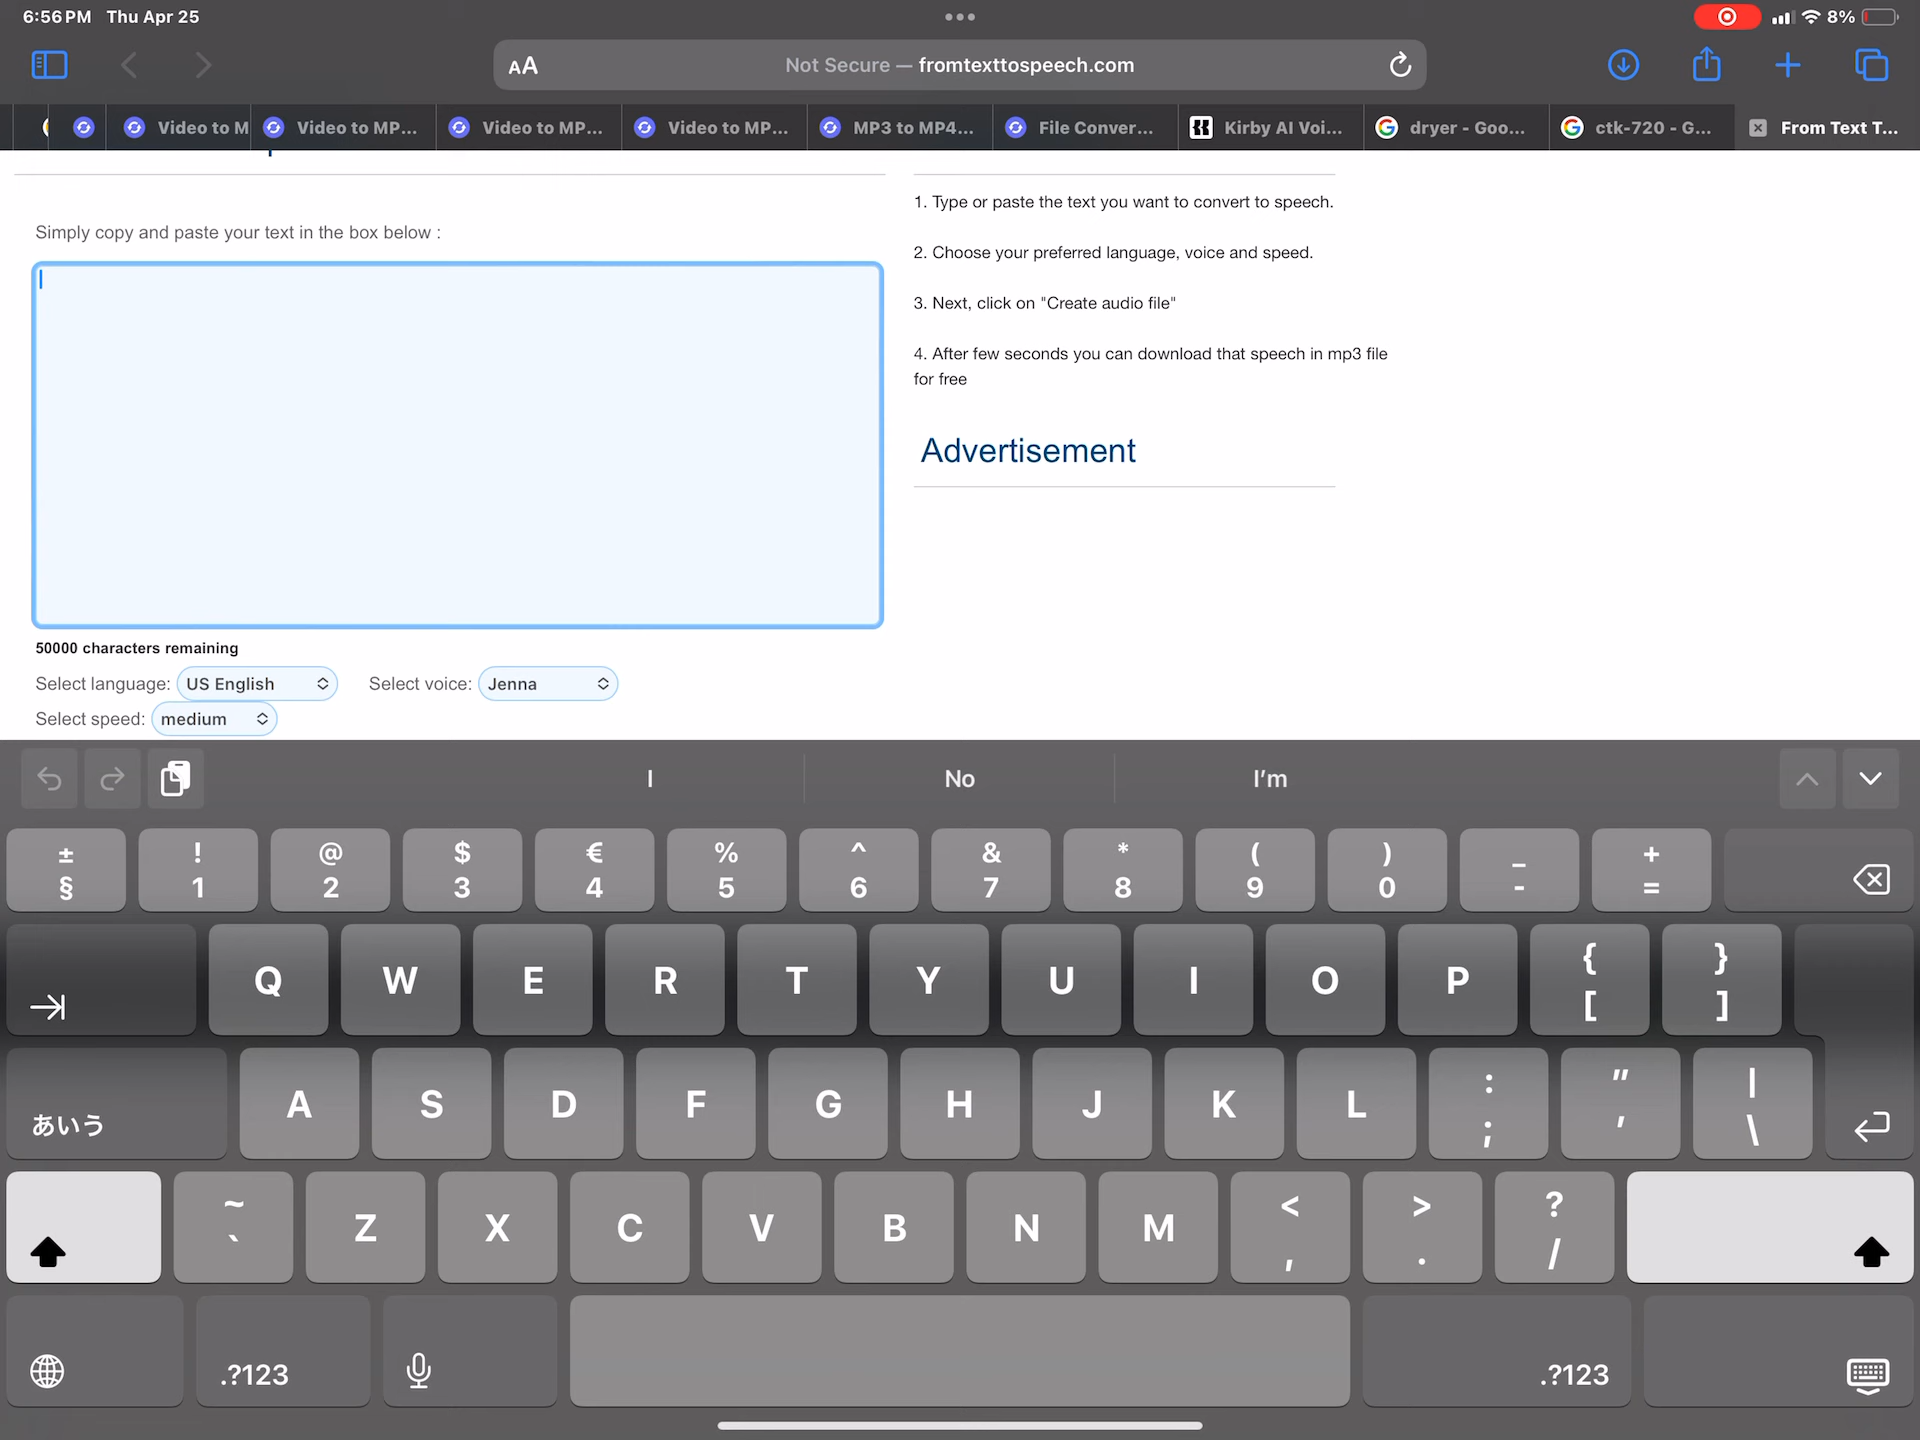 6:56 PM Thu Apr 25
8%
AA
Not Secure — fromtexttospeech.com
Video to M
Video to MP...
Video to MP...
Video to MP...
MP3 to MP4...
File Conver...
Kirby AI Voi...
dryer - Goo...
ctk-720 - G...
From Text T...
Simply copy and paste your text in the box below :
50000 characters remaining
Select language: US English
Select voice: Jenna
Select speed: medium
1. Type or paste the text you want to convert to speech.
2. Choose your preferred language, voice and speed.
3. Next, click on "Create audio file"
4. After few seconds you can download that speech in mp3 file
for free
Advertisement
I No I'm
± ! @ $ € % ^ & * ( ) _ +
§ 1 2 3 4 5 6 7 8 9 0 - =
Q W E R T Y U I O P { }
[ ]
A S D F G H J K L : " |
あいう ; ' \
~ Z X C V B N M < > ?
` , . /
.?123 .?123